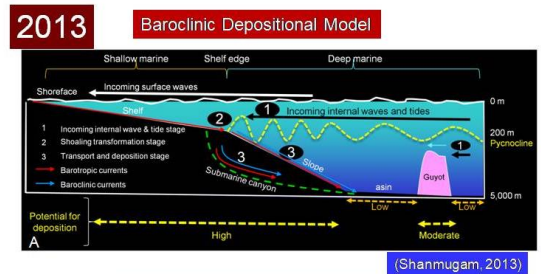 2013
Baroclinic Depositional Model
Shallow marine
Shelf edge
Deep marine
Shoreface
Incoming surface waves
0 m
Shelf
1
Incoming internal waves and tides
2
200 m
Pycnocline
1 Incoming internal wave & tide stage
2 Shoaling transformation stage
3 Transport and deposition stage
Barotropic currents
Baroclinic currents
3
3
Slope
Submarine canyon
1
Guyot
asin
5,000 m
Potential for
deposition
High
Low
Moderate
Low
A
(Shanmugam, 2013)